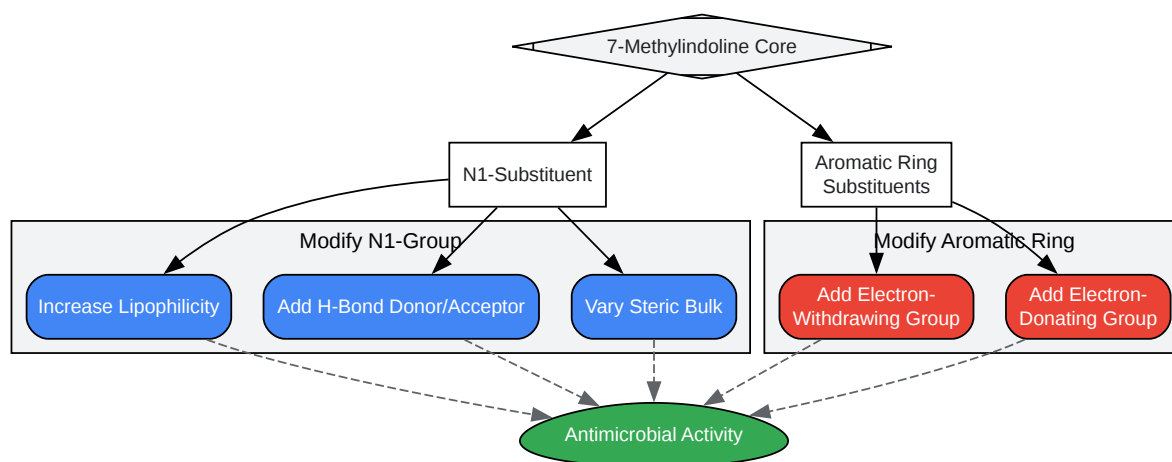 7-Methylindoline Core
N1-Substituent
Aromatic Ring
Substituents
Modify N1-Group
Modify Aromatic Ring
Increase Lipophilicity
Add H-Bond Donor/Acceptor
Vary Steric Bulk
Add Electron-
Withdrawing Group
Add Electron-
Donating Group
Antimicrobial Activity